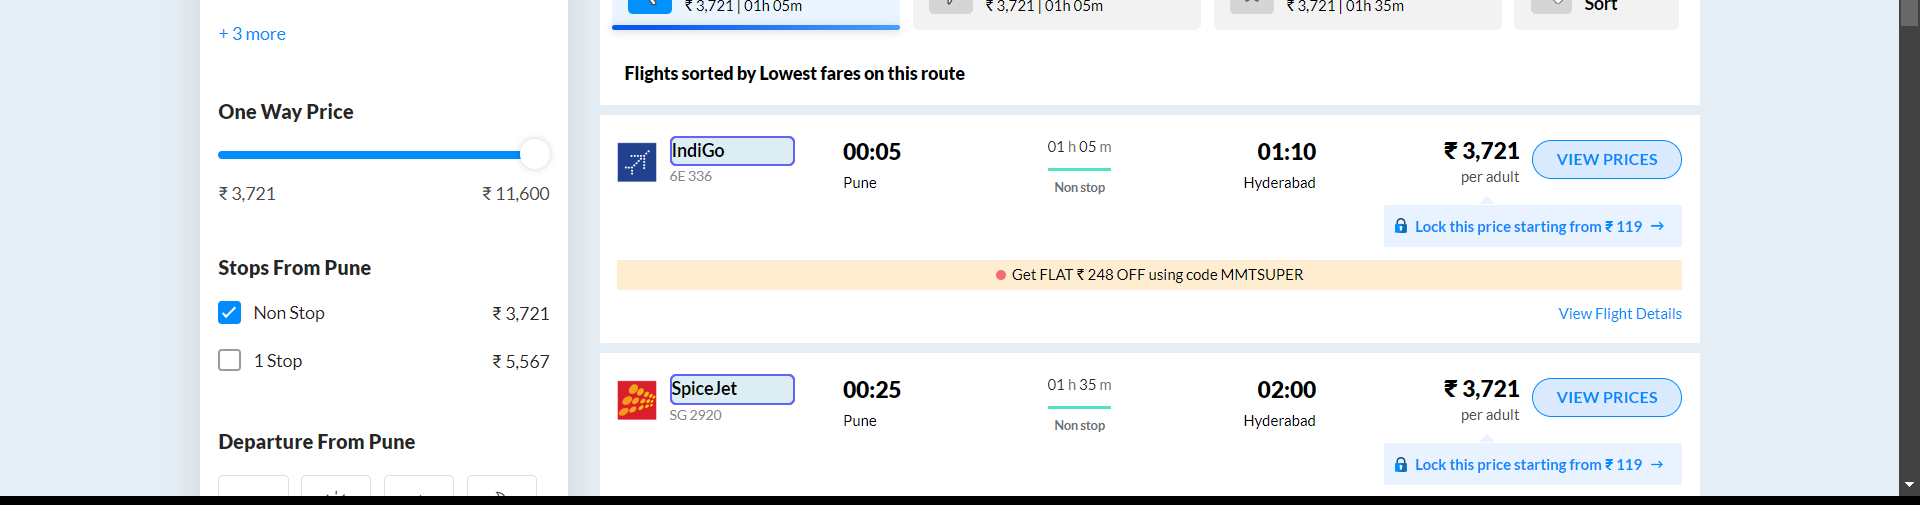 ₹ 3,721 | 01h 05m
₹ 3,721 | 01h 05m
₹ 3,721 | 01h 35m
Sort
+ 3 more
One Way Price
₹ 3,721
₹ 11,600
Stops From Pune
Non Stop
₹ 3,721
1 Stop
₹ 5,567
Departure From Pune
Flights sorted by Lowest fares on this route
IndiGo
6E 336
00:05
Pune
01 h 05 m
Non stop
01:10
Hyderabad
₹ 3,721
per adult
VIEW PRICES
Lock this price starting from ₹ 119 →
Get FLAT ₹ 248 OFF using code MMTSUPER
View Flight Details
SpiceJet
SG 2920
00:25
Pune
01 h 35 m
Non stop
02:00
Hyderabad
₹ 3,721
per adult
VIEW PRICES
Lock this price starting from ₹ 119 →